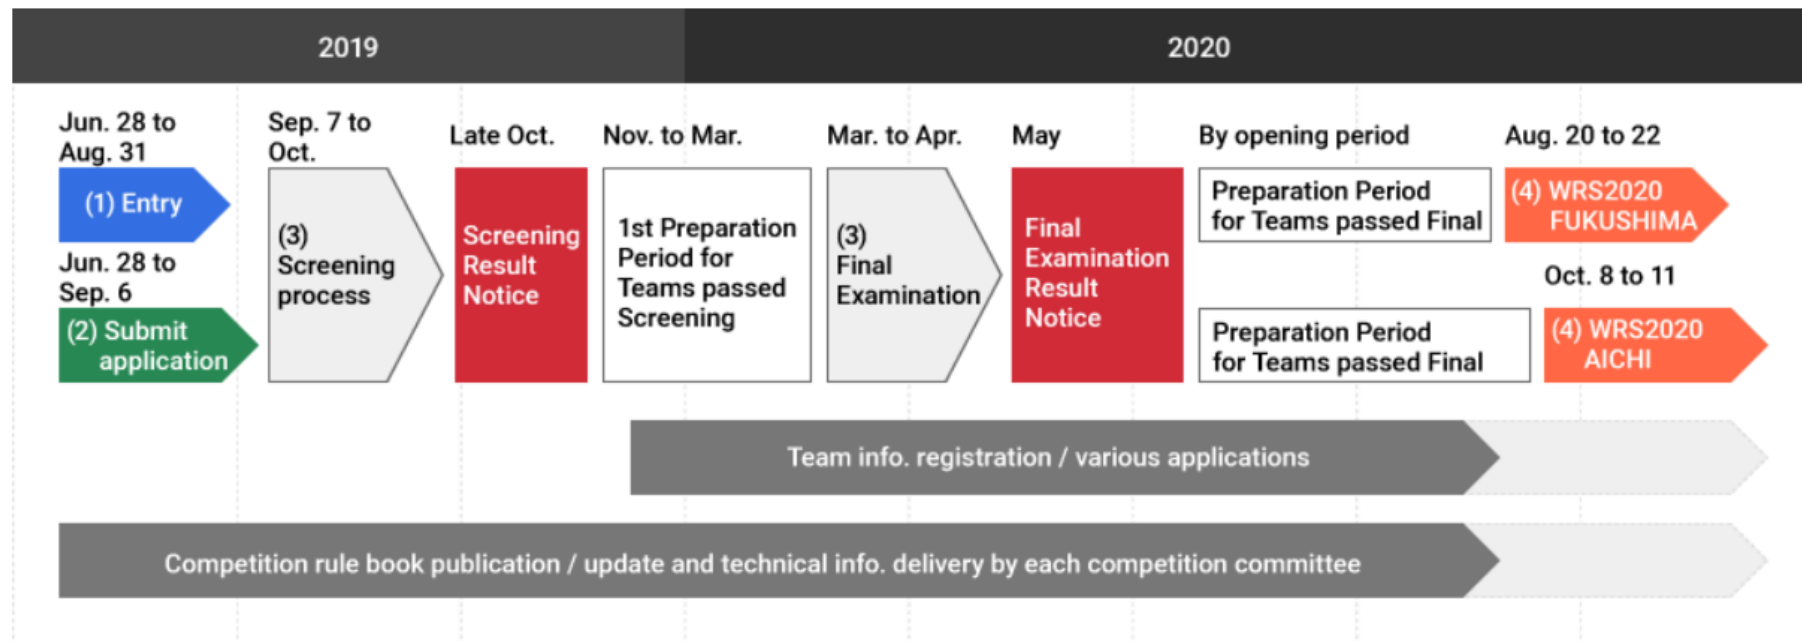 2019
2020
Jun. 28 to
Aug. 31
(1) Entry
Jun. 28 to
Sep. 6
(2) Submit
application
Sep. 7 to
Oct.
(3)
Screening
process
Late Oct.
Screening
Result
Notice
Nov. to Mar.
1st Preparation
Period for
Teams passed
Screening
Mar. to Apr.
(3)
Final
Examination
May
Final
Examination
Result
Notice
By opening period
Preparation Period
for Teams passed Final
Preparation Period
for Teams passed Final
Aug. 20 to 22
(4) WRS2020
FUKUSHIMA
Oct. 8 to 11
(4) WRS2020
AICHI
Team info. registration / various applications
Competition rule book publication / update and technical info. delivery by each competition committee